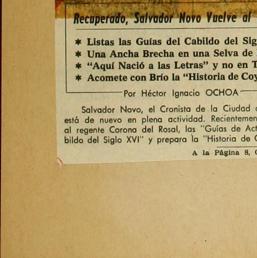 Recuperado, Salvador Novo Vuelve al
* Listas las Guías del Cabildo del Sig
* Una Ancha Brecha en una Selva de
* "Aquí Nació a las Letras" y no en T
* Acomete con Brío la "Historia de Coy
Por Héctor Ignacio OCHOA
Salvador Novo, el Cronista de la Ciudad d
está de nuevo en plena actividad. Recientemen
al regente Corona del Rosal, las "Guías de Act
bildo del Siglo XVI" y prepara la "Historia de C
A la Página 8, C